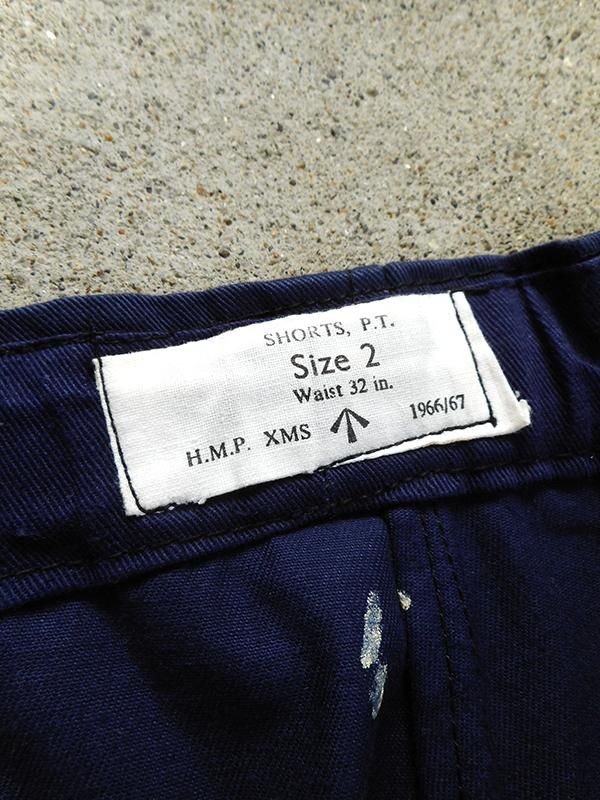 SHORTS, P.T.
Size 2
Waist 32 in.
H.M.P. XMS 1966/67